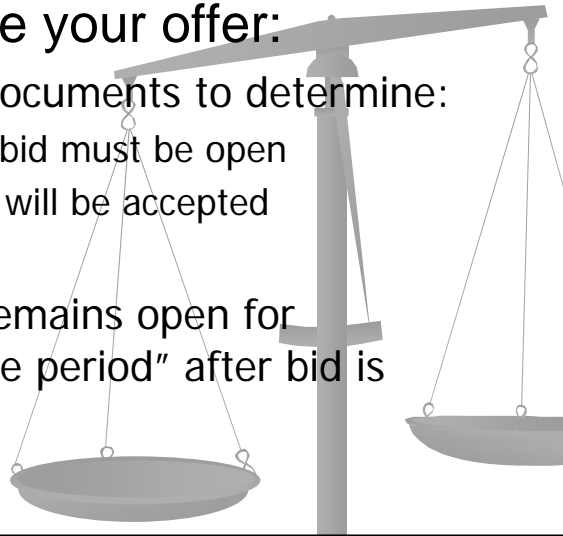 e your offer:
ocuments to determine:
bid must be open
will be accepted
emains open for
e period” after bid is